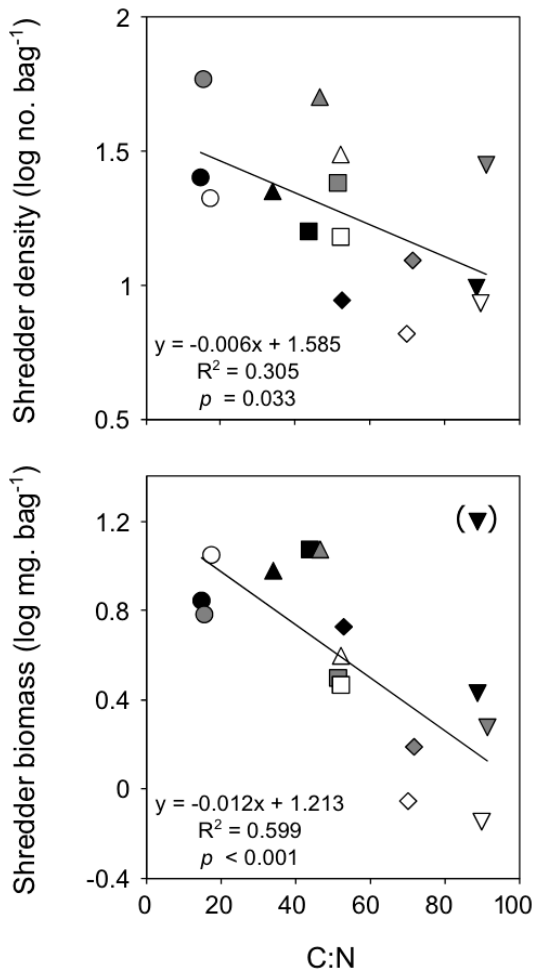 Shredder density (log no. bag-1)
2
1.5
1
0.5
y = -0.006x + 1.585
R2 = 0.305
p = 0.033
Shredder biomass (log mg. bag-1)
1.2
0.8
0.4
0
-0.4
( )
y = -0.012x + 1.213
R2 = 0.599
p < 0.001
0 20 40 60 80 100
C:N